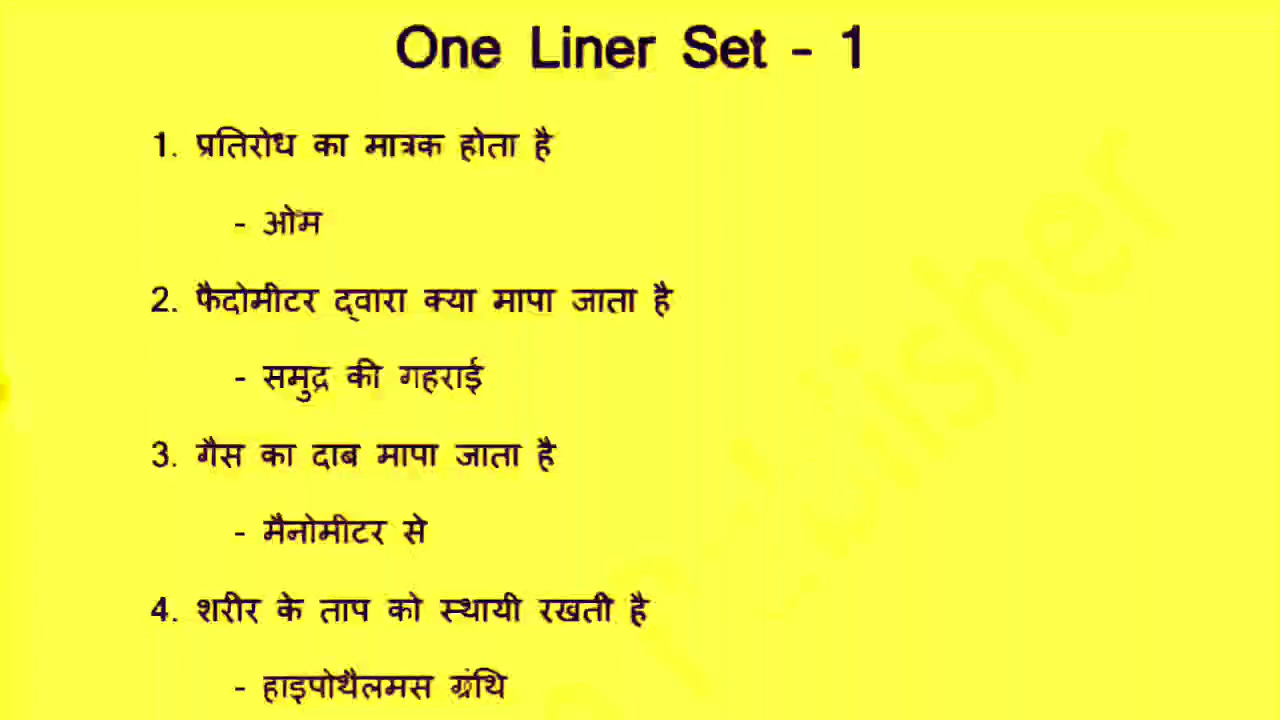 One Liner Set - 1
1. प्रतिरोध का मात्रक होता है
- ओम
2. फैदोमीटर द्वारा क्या मापा जाता है
- समुद्र की गहराई
3. गैस का दाब मापा जाता है
- मैनोमीटर से
4. शरीर के ताप को स्थायी रखती है
- हाइपोथैलमस ग्रंथि